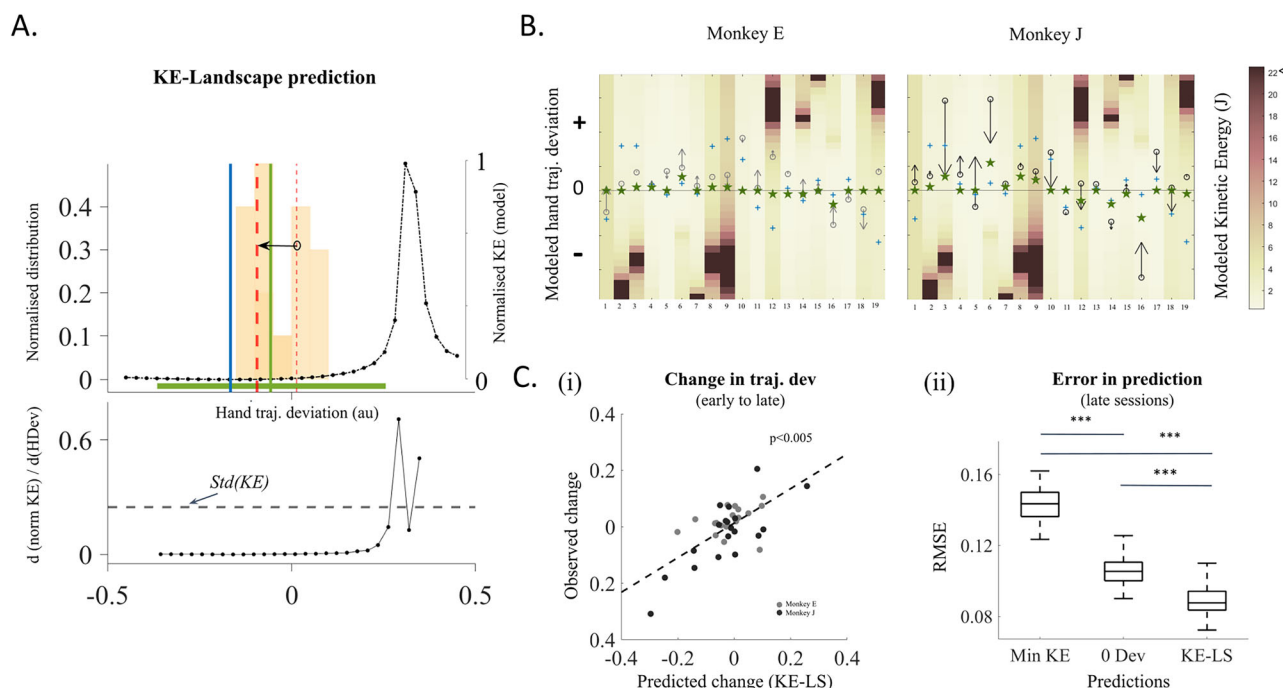 A.
KE-Landscape prediction
Normalised distribution
0.4
0.3
0.2
0.1
0
1
0
Normalised KE (model)
Hand traj. deviation (au)
d (norm KE) / d(HDev)
0.6
0
Std(KE)
-0.5
0
0.5
B.
Monkey E
Monkey J
Modeled hand traj. deviation
+
0
-
1 2 3 4 5 6 7 8 9 10 11 12 13 14 15 16 17 18 19
1 2 3 4 5 6 7 8 9 10 11 12 13 14 15 16 17 18 19
Modeled Kinetic Energy (J)
22<
20
18
16
14
12
10
8
6
4
2
C.
(i)
Change in traj. dev
(early to late)
p<0.005
Observed change
0.4
0.2
0
0.2
0.4
Monkey E
Monkey J
-0.4
-0.2
0
0.2
0.4
Predicted change (KE-LS)
(ii)
Error in prediction
(late sessions)
***
***
***
RMSE
0.16
0.12
0.08
Min KE
0 Dev
KE-LS
Predictions